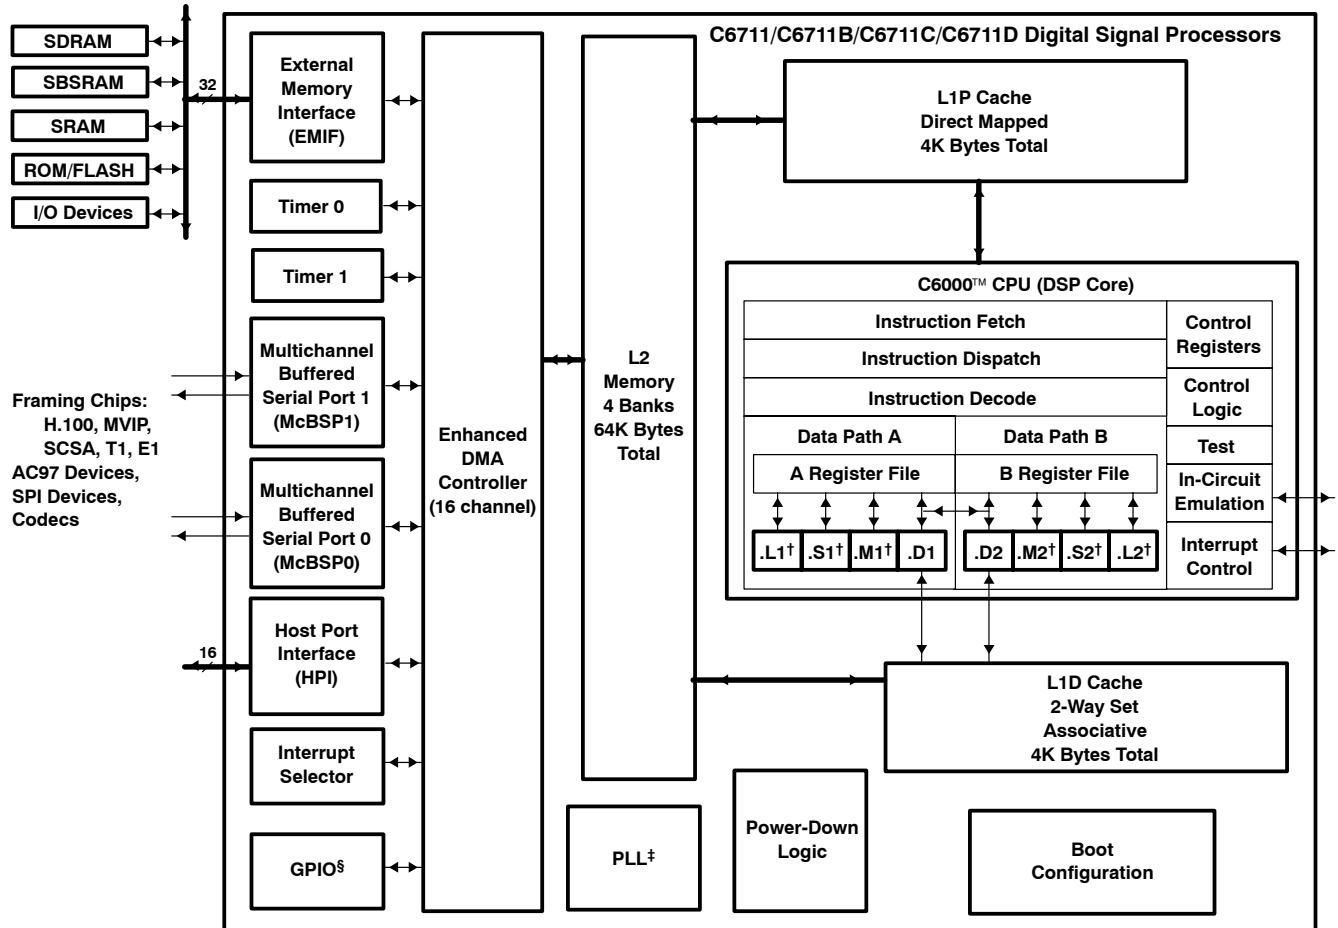 C6711/C6711B/C6711C/C6711D Digital Signal Processors
SDRAM
SBSRAM
SRAM
ROM/FLASH
I/O Devices
32
External
Memory
Interface
(EMIF)
Timer 0
Timer 1
Multichannel
Buffered
Serial Port 1
(McBSP1)
Framing Chips:
H.100, MVIP,
SCSA, T1, E1
AC97 Devices,
SPI Devices,
Codecs
Multichannel
Buffered
Serial Port 0
(McBSP0)
16
Host Port
Interface
(HPI)
Interrupt
Selector
GPIO§
Enhanced
DMA
Controller
(16 channel)
L2
Memory
4 Banks
64K Bytes
Total
L1P Cache
Direct Mapped
4K Bytes Total
C6000™ CPU (DSP Core)
Instruction Fetch
Instruction Dispatch
Instruction Decode
Control
Registers
Control
Logic
Test
In-Circuit
Emulation
Interrupt
Control
Data Path A
A Register File
.L1† .S1† .M1† .D1
Data Path B
B Register File
.D2 .M2† .S2† .L2†
L1D Cache
2-Way Set
Associative
4K Bytes Total
PLL‡
Power-Down
Logic
Boot
Configuration